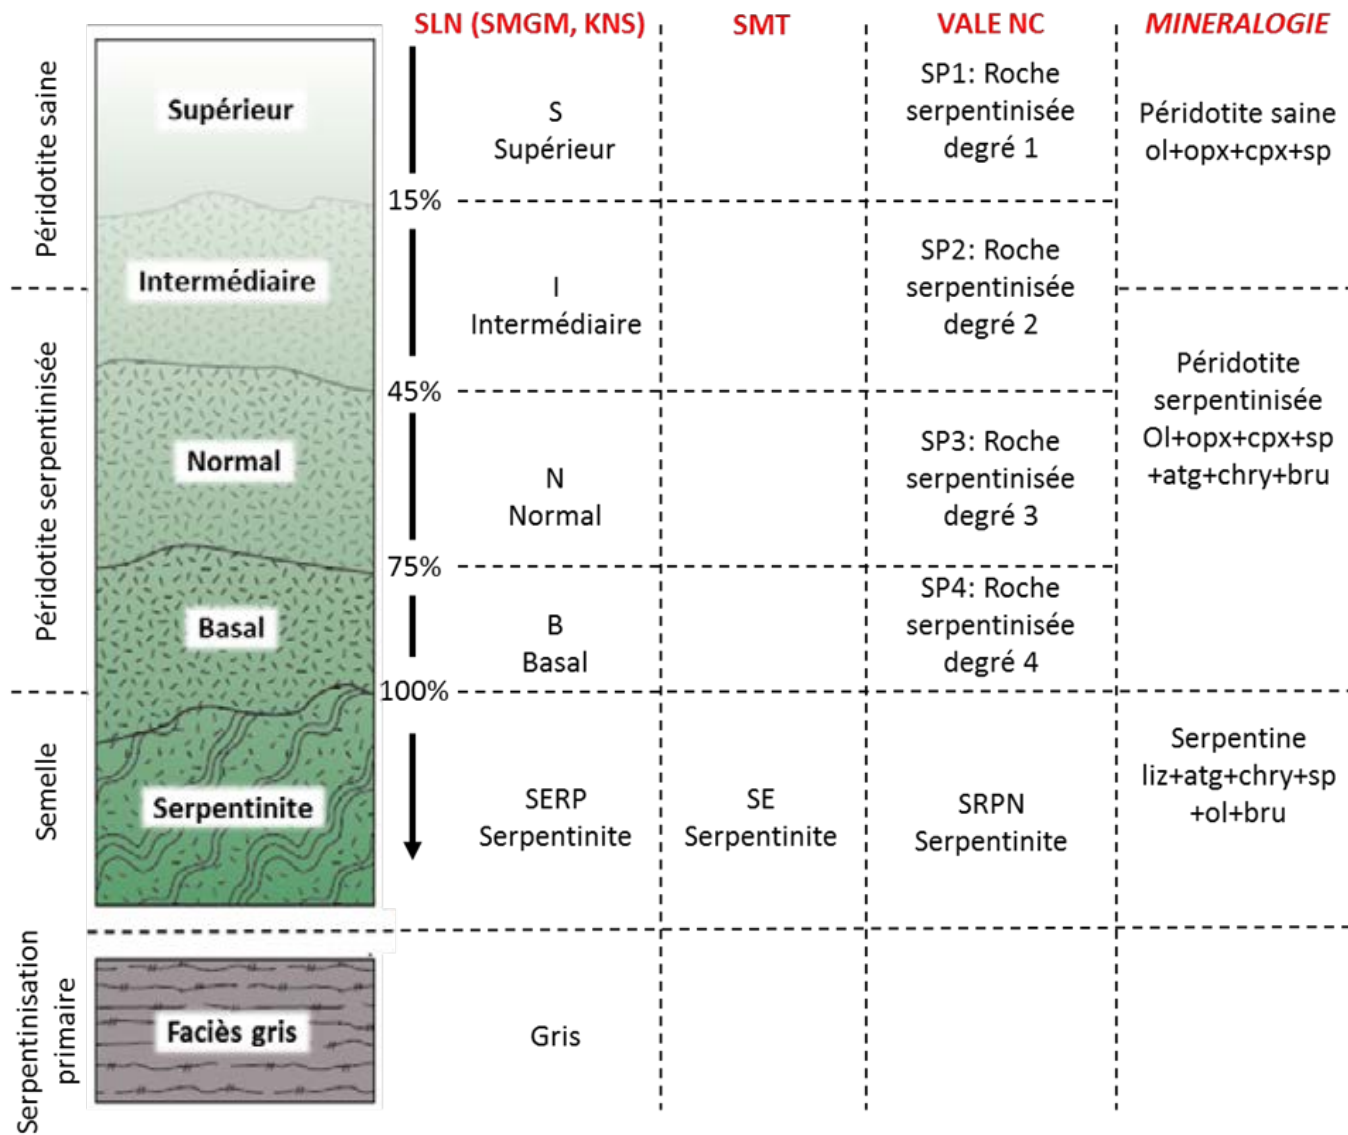 SLN (SMGM, KNS)
SMT
VALE NC
MINERALOGIE
Péridotite saine
Supérieur
S
Supérieur
SP1: Roche
serpentinisée
degré 1
Péridotite saine
ol+opx+cpx+sp
15%
Intermédiaire
I
Intermédiaire
SP2: Roche
serpentinisée
degré 2
45%
Péridotite serpentinisée
Normal
N
Normal
SP3: Roche
serpentinisée
degré 3
Péridotite
serpentinisée
Ol+opx+cpx+sp
+atg+chry+bru
75%
Basal
B
Basal
SP4: Roche
serpentinisée
degré 4
100%
Semelle
Serpentinite
SERP
Serpentinite
SE
Serpentinite
SRPN
Serpentinite
Serpentine
liz+atg+chry+sp
+ol+bru
Serpentinisation
primaire
Faciès gris
Gris